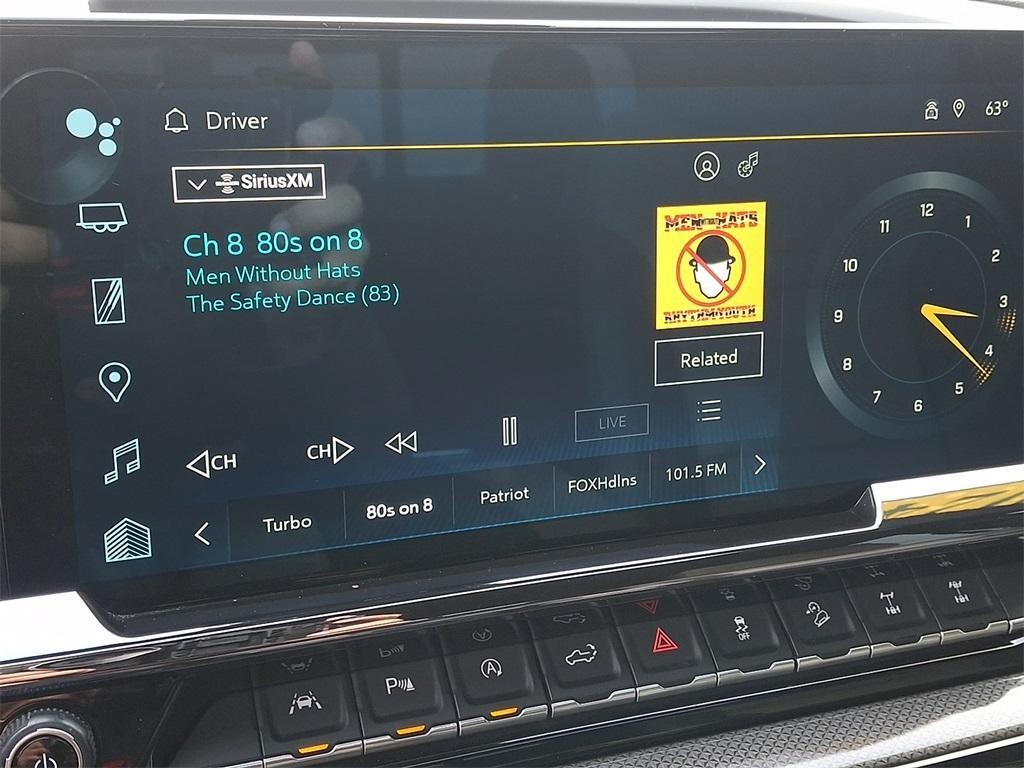 Driver
63°
SiriusXM
Ch 8 80s on 8
Men Without Hats
The Safety Dance (83)
MEN WITHOUT HATS
RHYTHM OF YOUTH
Related
12
1
2
3
4
5
6
7
8
9
10
11
CH
CH
LIVE
Turbo
80s on 8
Patriot
FOXHdlns
101.5 FM
P
A
OFF